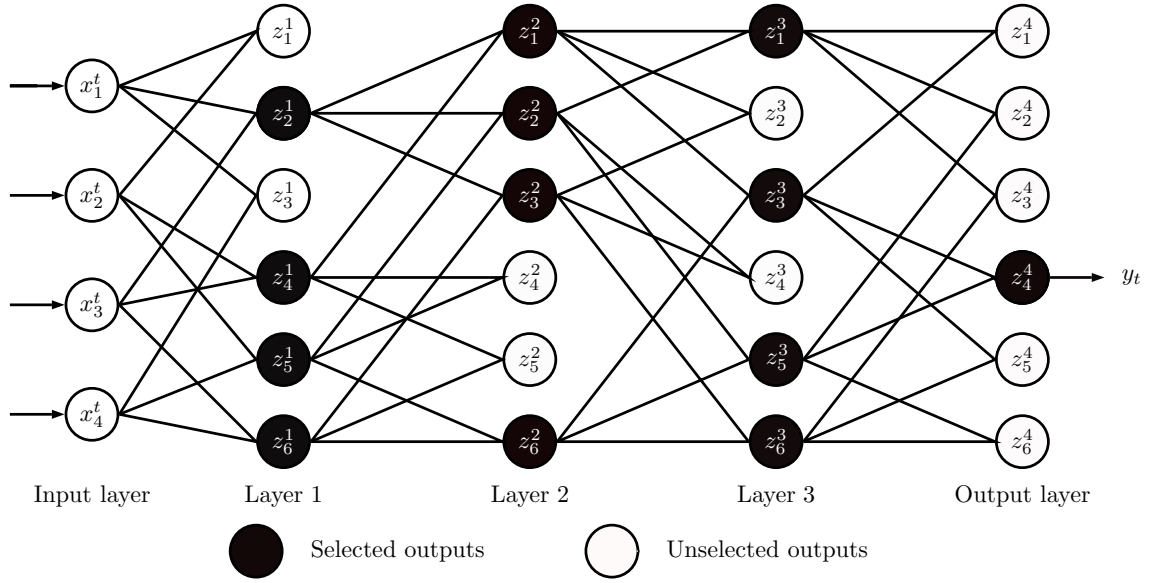 x_1^t
x_2^t
x_3^t
x_4^t
z_1^1
z_2^1
z_3^1
z_4^1
z_5^1
z_6^1
z_1^2
z_2^2
z_3^2
z_4^2
z_5^2
z_6^2
z_1^3
z_2^3
z_3^3
z_4^3
z_5^3
z_6^3
z_1^4
z_2^4
z_3^4
z_4^4
z_5^4
z_6^4
y_t
Input layer Layer 1 Layer 2 Layer 3 Output layer
Selected outputs Unselected outputs